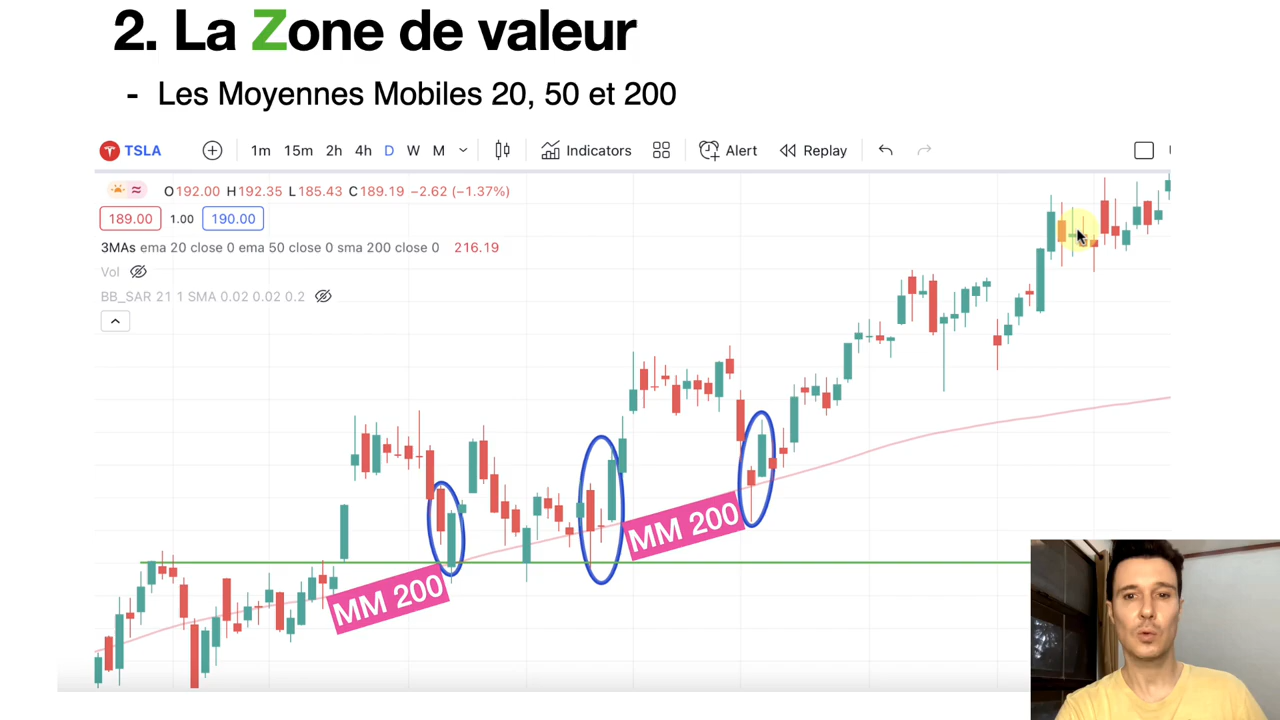 2. La Zone de valeur
- Les Moyennes Mobiles 20, 50 et 200
TSLA 1m 15m 2h 4h D W M Indicators Alert Replay
O192.00 H192.35 L185.43 C189.19 −2.62 (−1.37%)
189.00 1.00 190.00
3MAs ema 20 close 0 ema 50 close 0 sma 200 close 0 216.19
Vol
BB_SAR 21 1 SMA 0.02 0.02 0.2
MM 200
MM 200